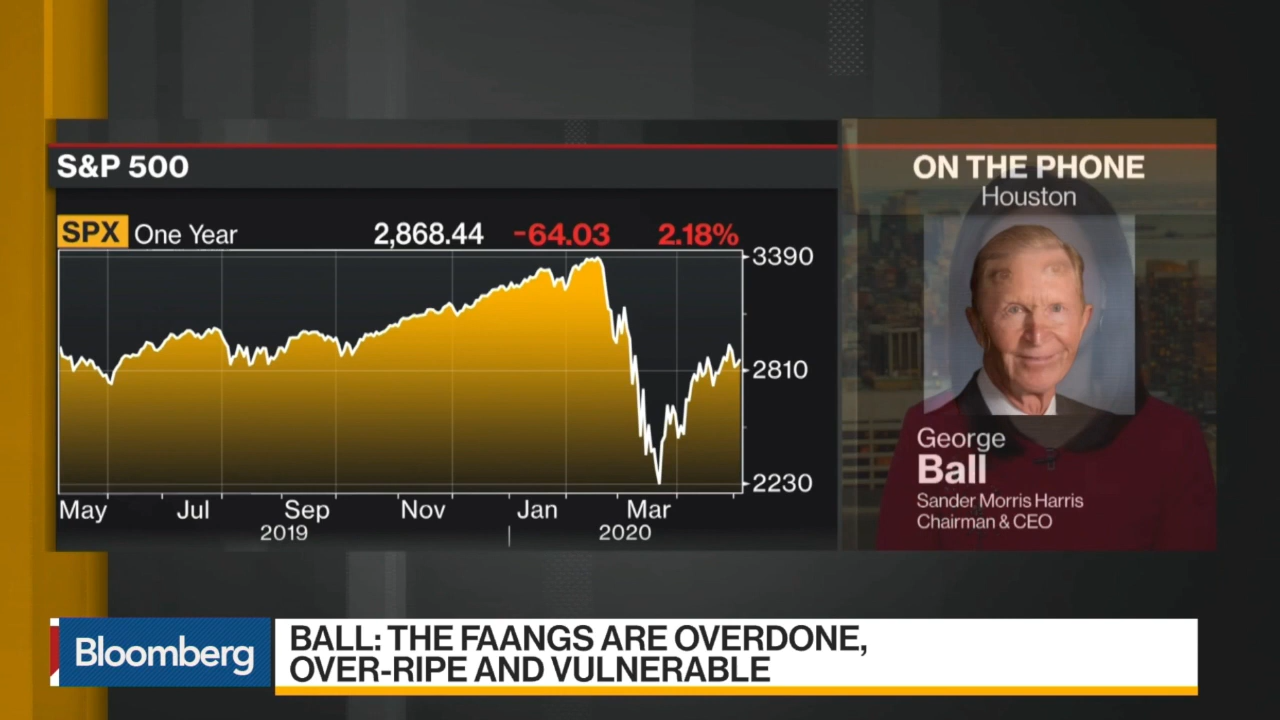 S&P 500
SPX One Year 2,868.44 -64.03 2.18%
3390
2810
2230
May Jul Sep Nov Jan Mar
2019 2020
ON THE PHONE
Houston
George
Ball
Sander Morris Harris
Chairman & CEO
Bloomberg
BALL: THE FAANGS ARE OVERDONE,
OVER-RIPE AND VULNERABLE